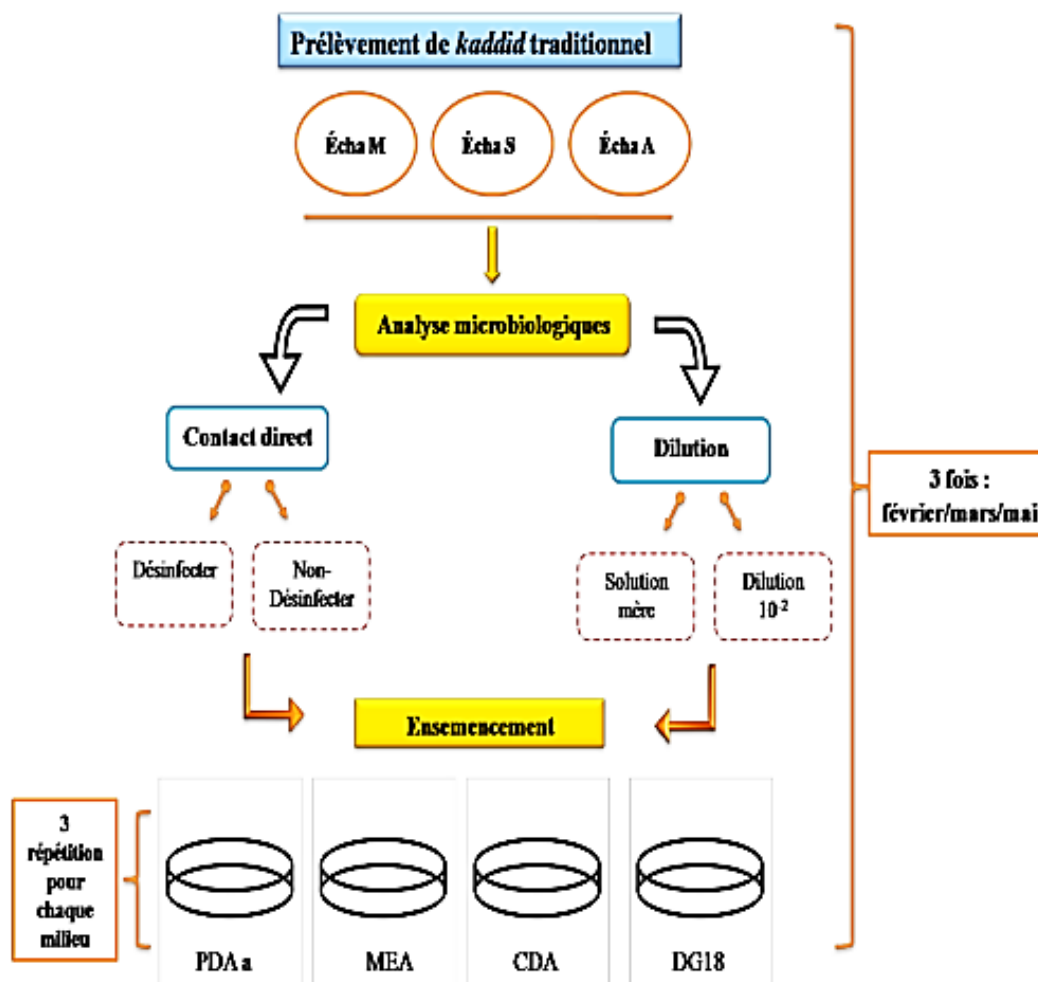 Prélèvement de kaddid traditionnel
Écha M
Écha S
Écha A
Analyse microbiologiques
Contact direct
Dilution
3 fois :
février/mars/mai
Désinfecter
Non-
Désinfecter
Solution
mère
Dilution
10⁻²
Ensemencement
3
répétition
pour
chaque
milieu
PDA a
MEA
CDA
DG18